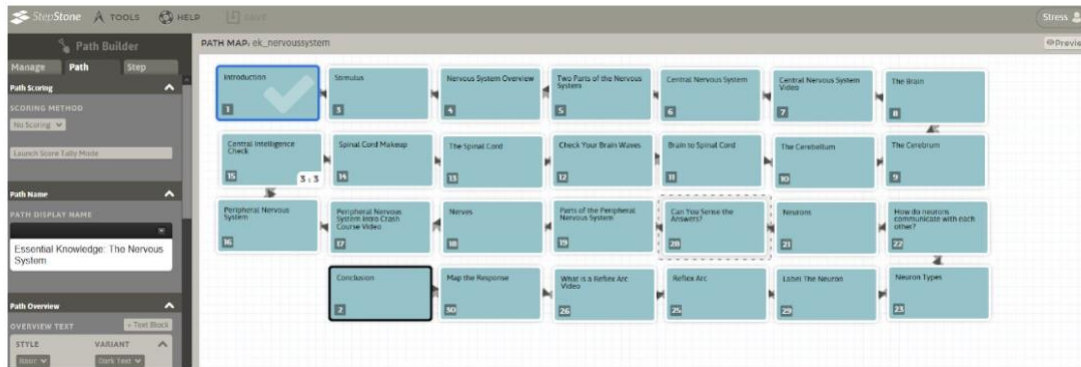 StepStone TOOLS HELP SAVE Stress
Path Builder
PATH MAP: ek_nervoussystem
Previe
Manage Path Step
Path Scoring
SCORING METHOD
No Scoring
Launch Score Tally Mode
Path Name
PATH DISPLAY NAME
Essential Knowledge: The Nervous
System
Path Overview
OVERVIEW TEXT + Text Block
STYLE VARIANT
Basic Dark Text
Introduction
1
Stimulus
3
Nervous System Overview
4
Two Parts of the Nervous
System
5
Central Nervous System
6
Central Nervous System
Video
7
The Brain
8
Central Intelligence
Check
15
3 : 3
Spinal Cord Makeup
14
The Spinal Cord
13
Check Your Brain Waves
12
Brain to Spinal Cord
11
The Cerebellum
10
The Cerebrum
9
Peripheral Nervous
System
16
Peripheral Nervous
System Intro Crash
Course Video
17
Nerves
18
Parts of the Peripheral
Nervous System
19
Can You Sense the
Answers?
20
Neurons
21
How do neurons
communicate with each
other?
22
Conclusion
2
Map the Response
30
What is a Reflex Arc
Video
26
Reflex Arc
25
Label The Neuron
29
Neuron Types
23